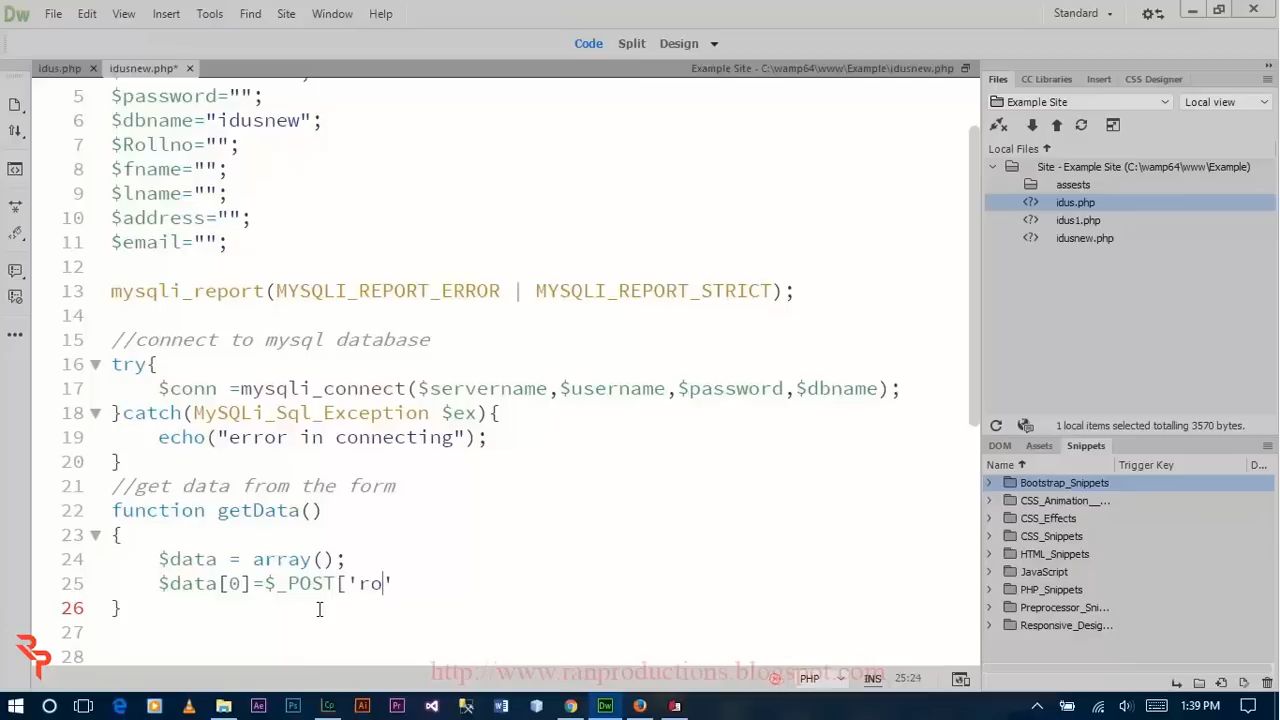 Dw File Edit View Insert Tools Find Site Window Help Standard
Code Split Design
idus.php idusnew.php* Example Site - C:\wamp64\www\Example\idusnew.php
5 $password="";
6 $dbname="idusnew";
7 $Rollno="";
8 $fname="";
9 $lname="";
10 $address="";
11 $email="";
12
13 mysqli_report(MYSQLI_REPORT_ERROR | MYSQLI_REPORT_STRICT);
14
15 //connect to mysql database
16 try{
17 $conn =mysqli_connect($servername,$username,$password,$dbname);
18 }catch(MySQLi_Sql_Exception $ex){
19 echo("error in connecting");
20 }
21 //get data from the form
22 function getData()
23 {
24 $data = array();
25 $data[0]=$_POST['ro'
26 }
27
28
http://www.ranproductions.blogspot.com
PHP INS 25:24
Files CC Libraries Insert CSS Designer
Example Site Local view
Local Files
Site - Example Site (C:\wamp64\www\Example)
assests
idus.php
idus1.php
idusnew.php
1 local items selected totalling 3570 bytes.
DOM Assets Snippets
Name Trigger Key D...
Bootstrap_Snippets
CSS_Animation__...
CSS_Effects
CSS_Snippets
HTML_Snippets
JavaScript
PHP_Snippets
Preprocessor_Sni...
Responsive_Desig...
Ae Ps Cp Ai Pr Dw 1:39 PM